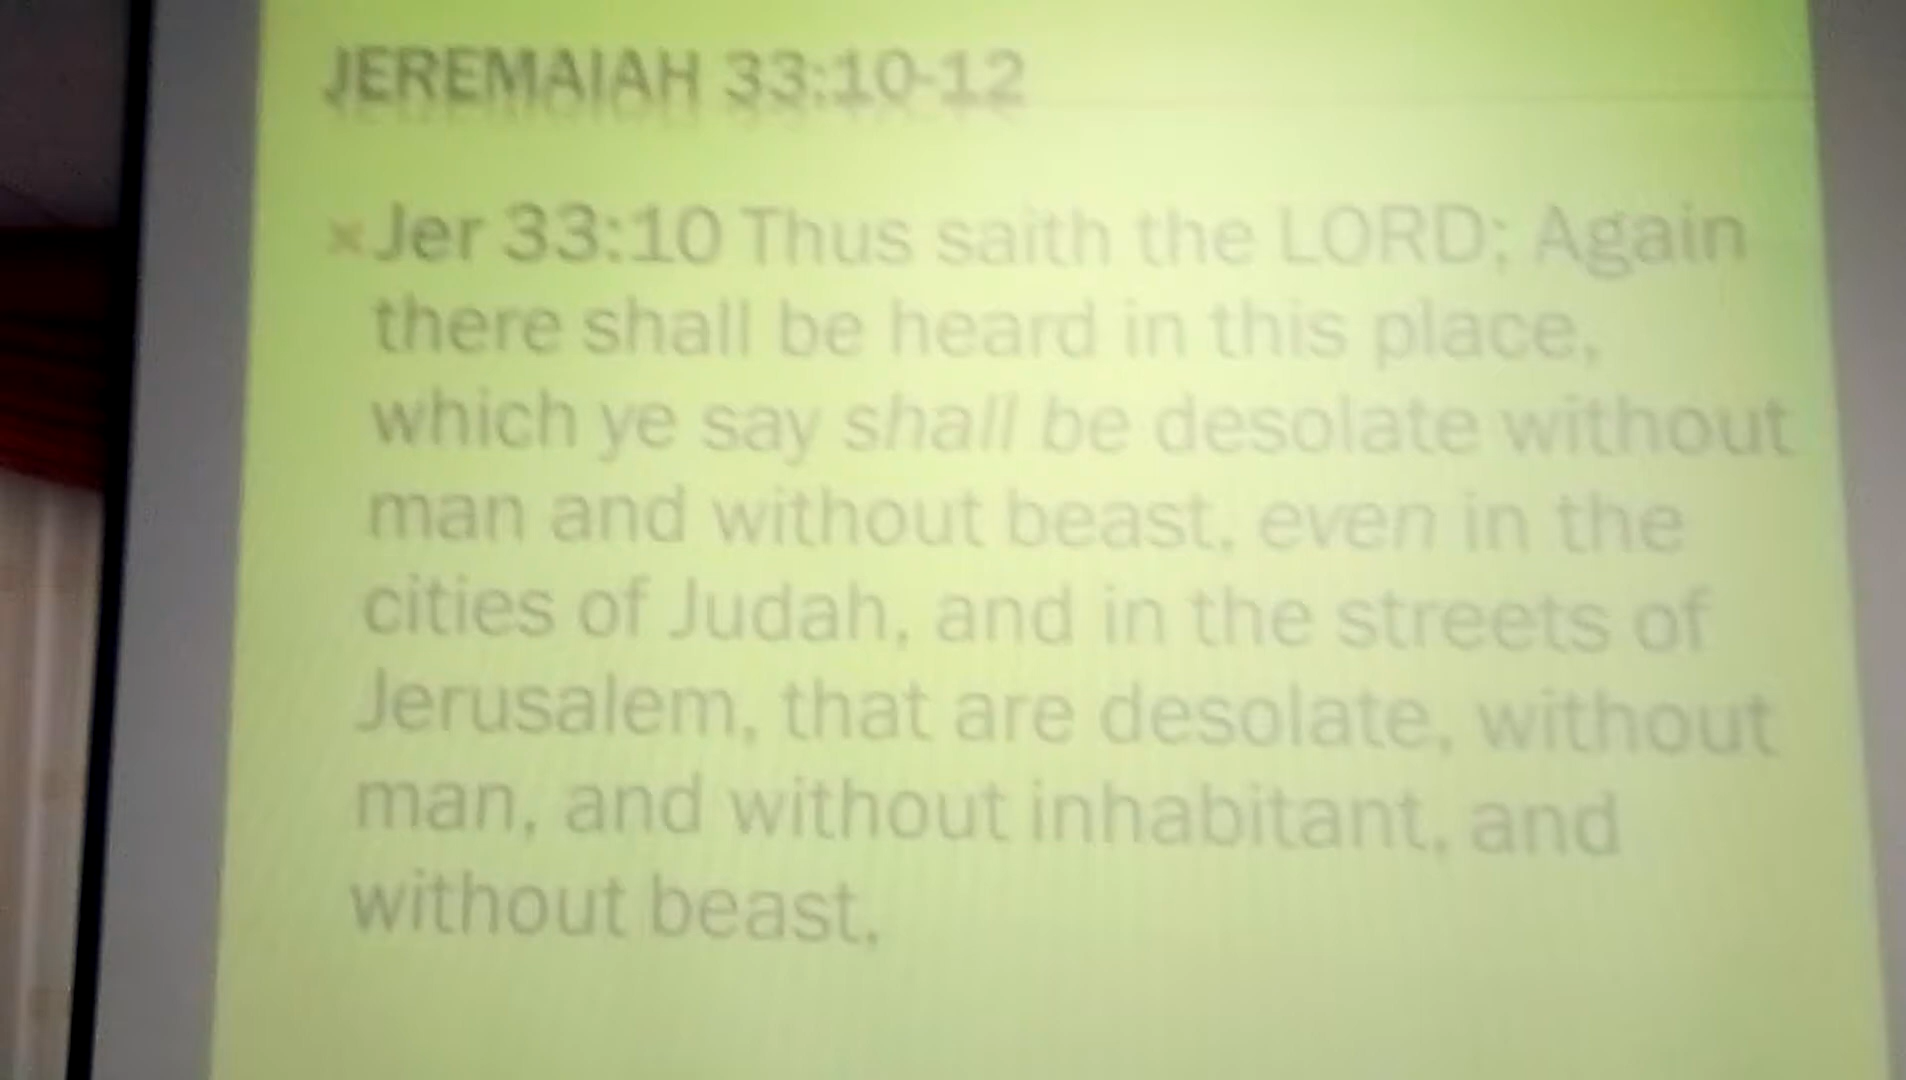 JEREMAIAH 33:10-12
×Jer 33:10 Thus saith the LORD; Again
there shall be heard in this place,
which ye say shall be desolate without
man and without beast, even in the
cities of Judah, and in the streets of
Jerusalem, that are desolate, without
man, and without inhabitant, and
without beast,